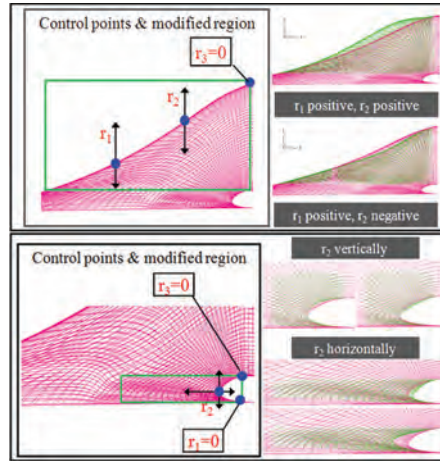 Control points & modified region
r3=0
r2
r1
r1 positive, r2 positive
r1 positive, r2 negative
Control points & modified region
r3=0
r2
r1=0
r2 vertically
r2 horizontally